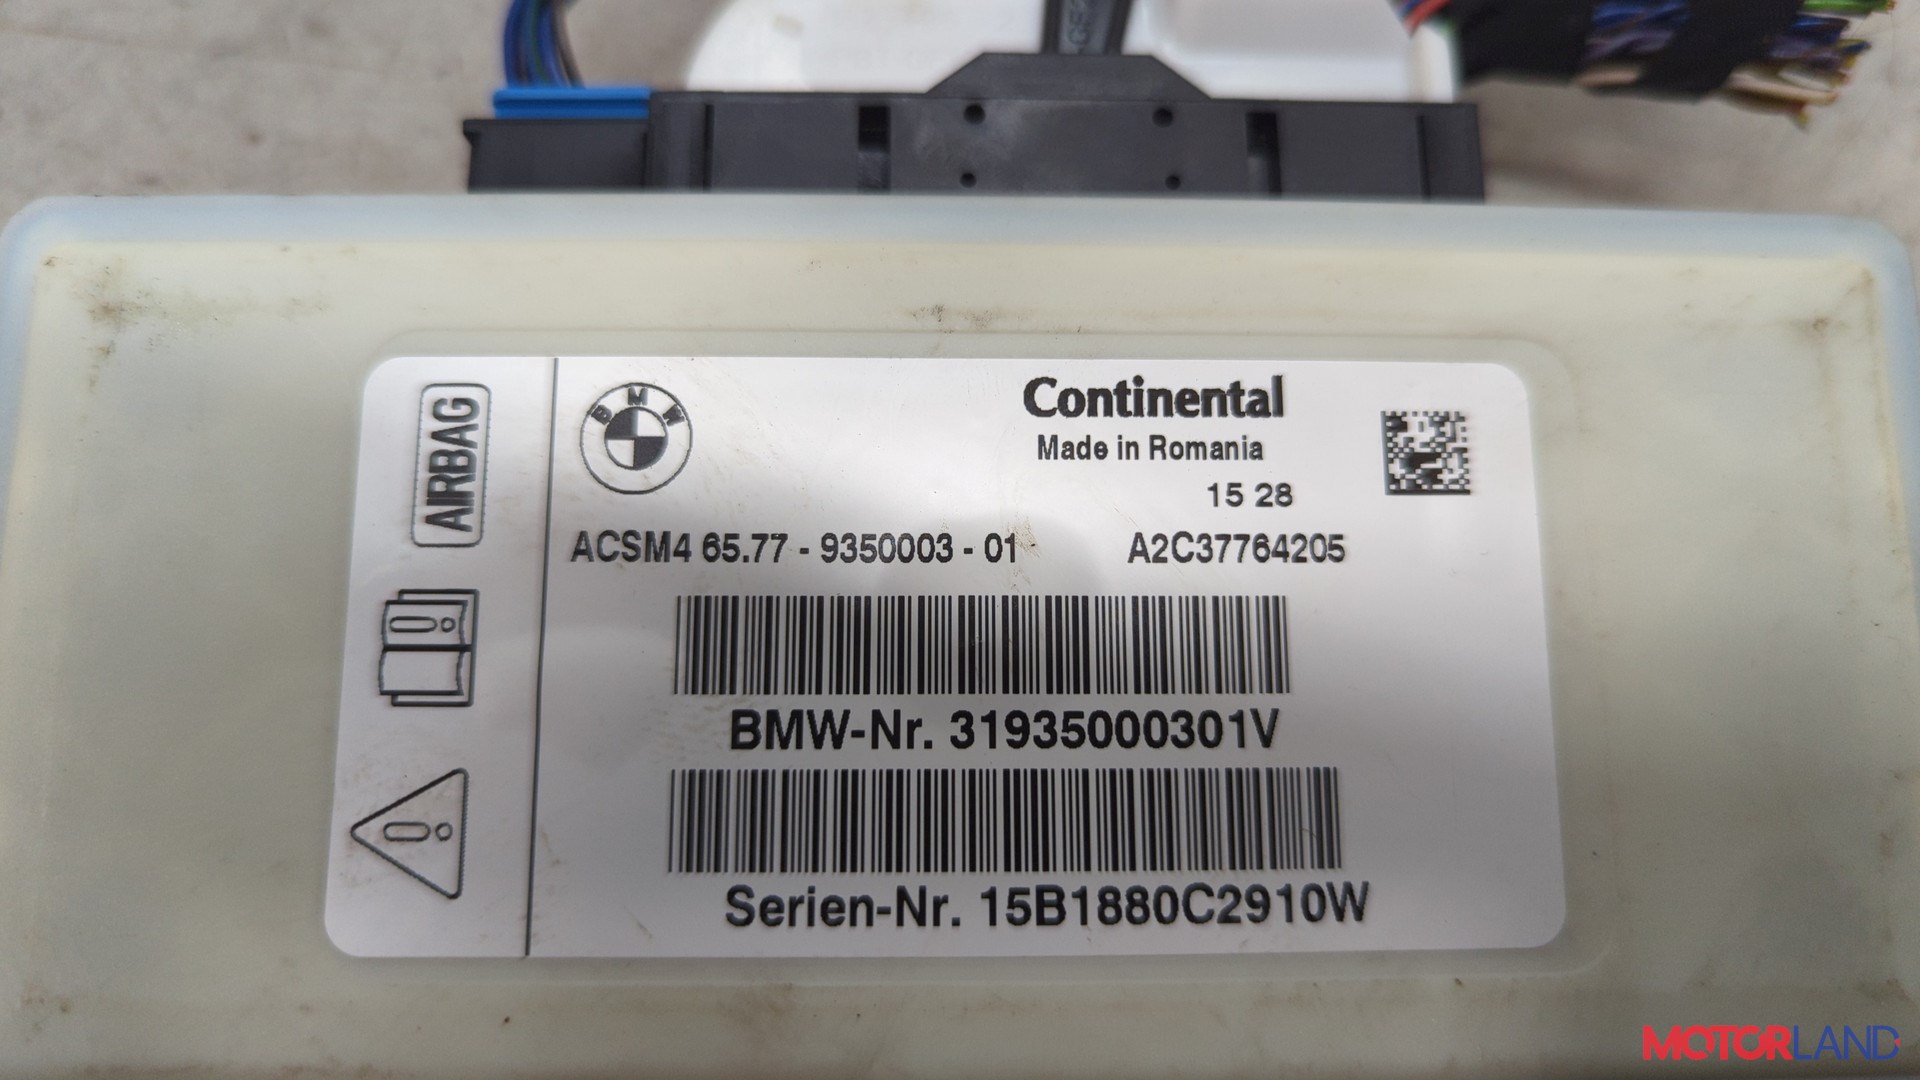 AIRBAG
BMW
Continental
Made in Romania
15 28
ACSM4 65.77 - 9350003 - 01 A2C37764205
BMW-Nr. 31935000301V
Serien-Nr. 15B1880C2910W
MOTORLAND